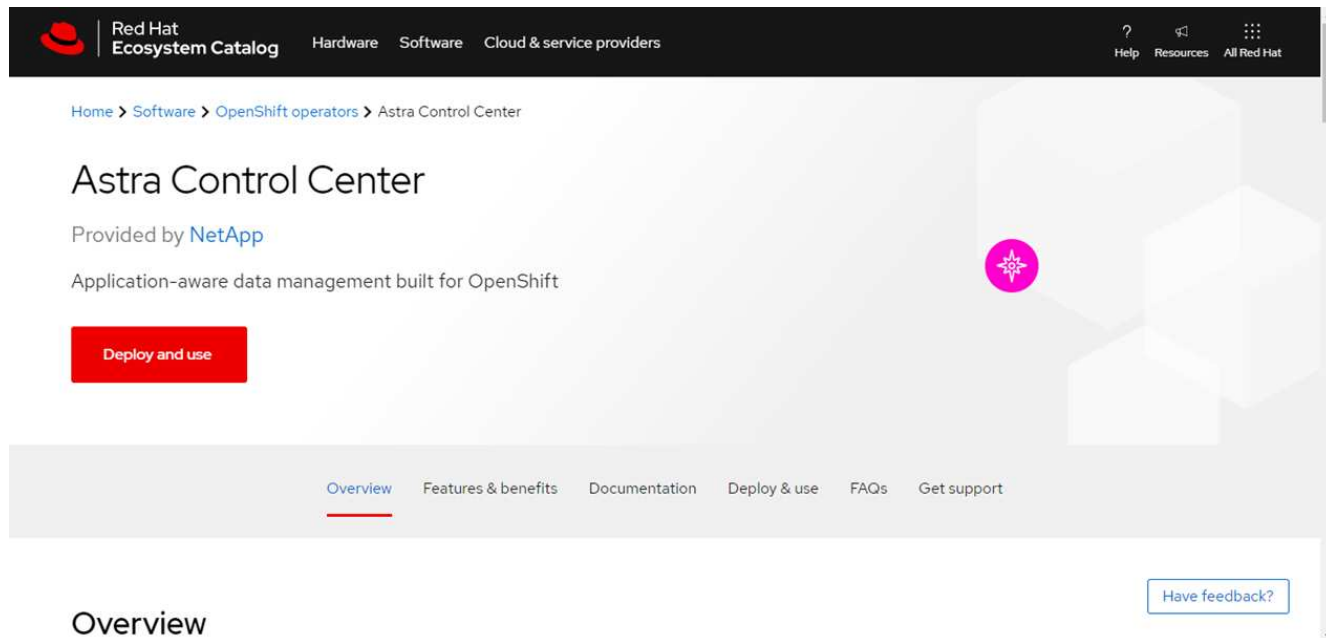 Red Hat
Ecosystem Catalog
Hardware Software Cloud & service providers
? Help Resources All Red Hat
Home > Software > OpenShift operators > Astra Control Center
Astra Control Center
Provided by NetApp
Application-aware data management built for OpenShift
Deploy and use
Overview Features & benefits Documentation Deploy & use FAQs Get support
Have feedback?
Overview